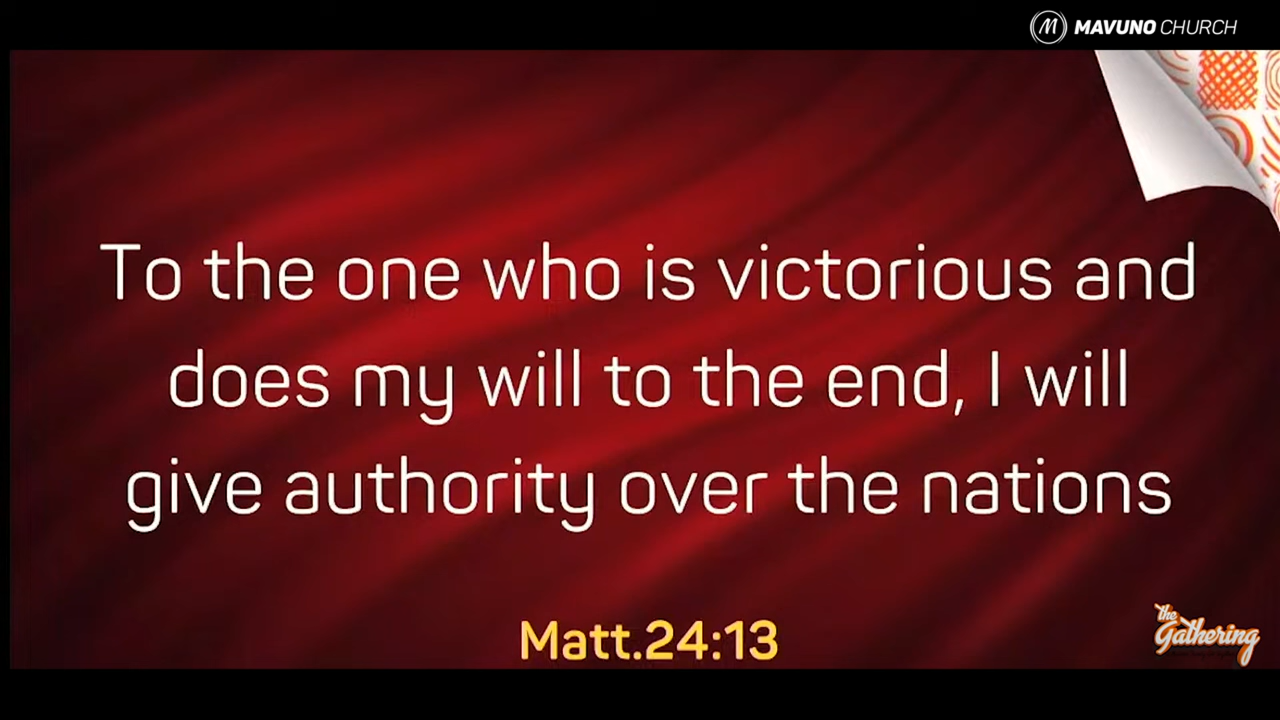 MAVUNO CHURCH
To the one who is victorious and
does my will to the end, I will
give authority over the nations
Matt.24:13
the
Gathering